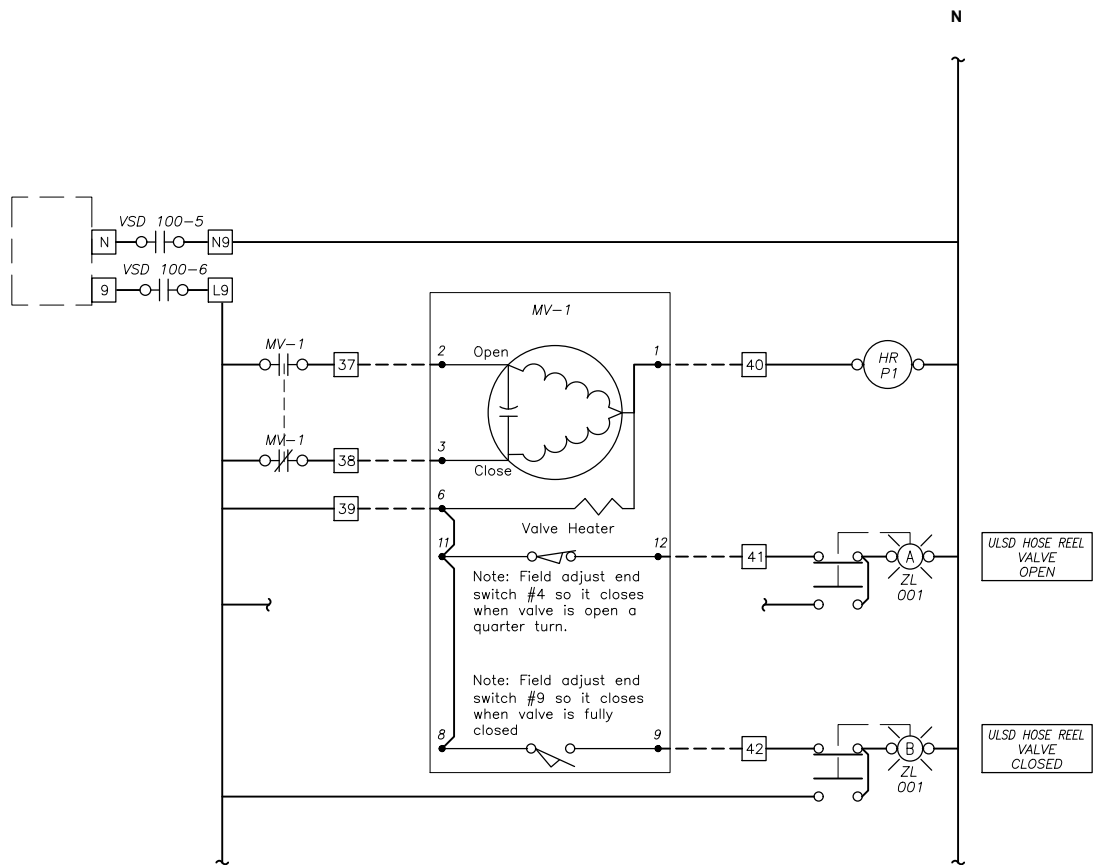 N
VSD 100-5
N
N9
VSD 100-6
9
L9
MV-1
MV-1
37
2
Open
1
40
HR
P1
MV-1
38
3
Close
39
6
Valve Heater
11
12
41
A
ZL
001
ULSD HOSE REEL
VALVE
OPEN
Note: Field adjust end
switch #4 so it closes
when valve is open a
quarter turn.
Note: Field adjust end
switch #9 so it closes
when valve is fully
closed
8
9
42
B
ZL
001
ULSD HOSE REEL
VALVE
CLOSED